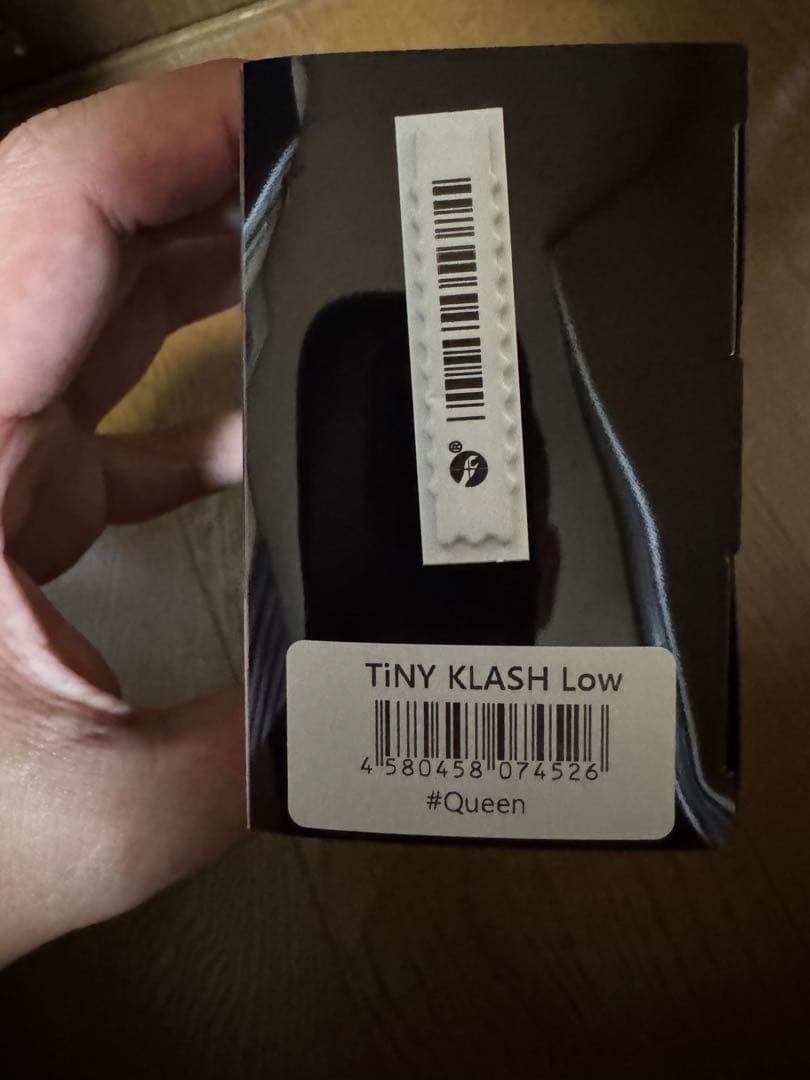 ®
TiNY KLASH Low
4 580458 074526
#Queen